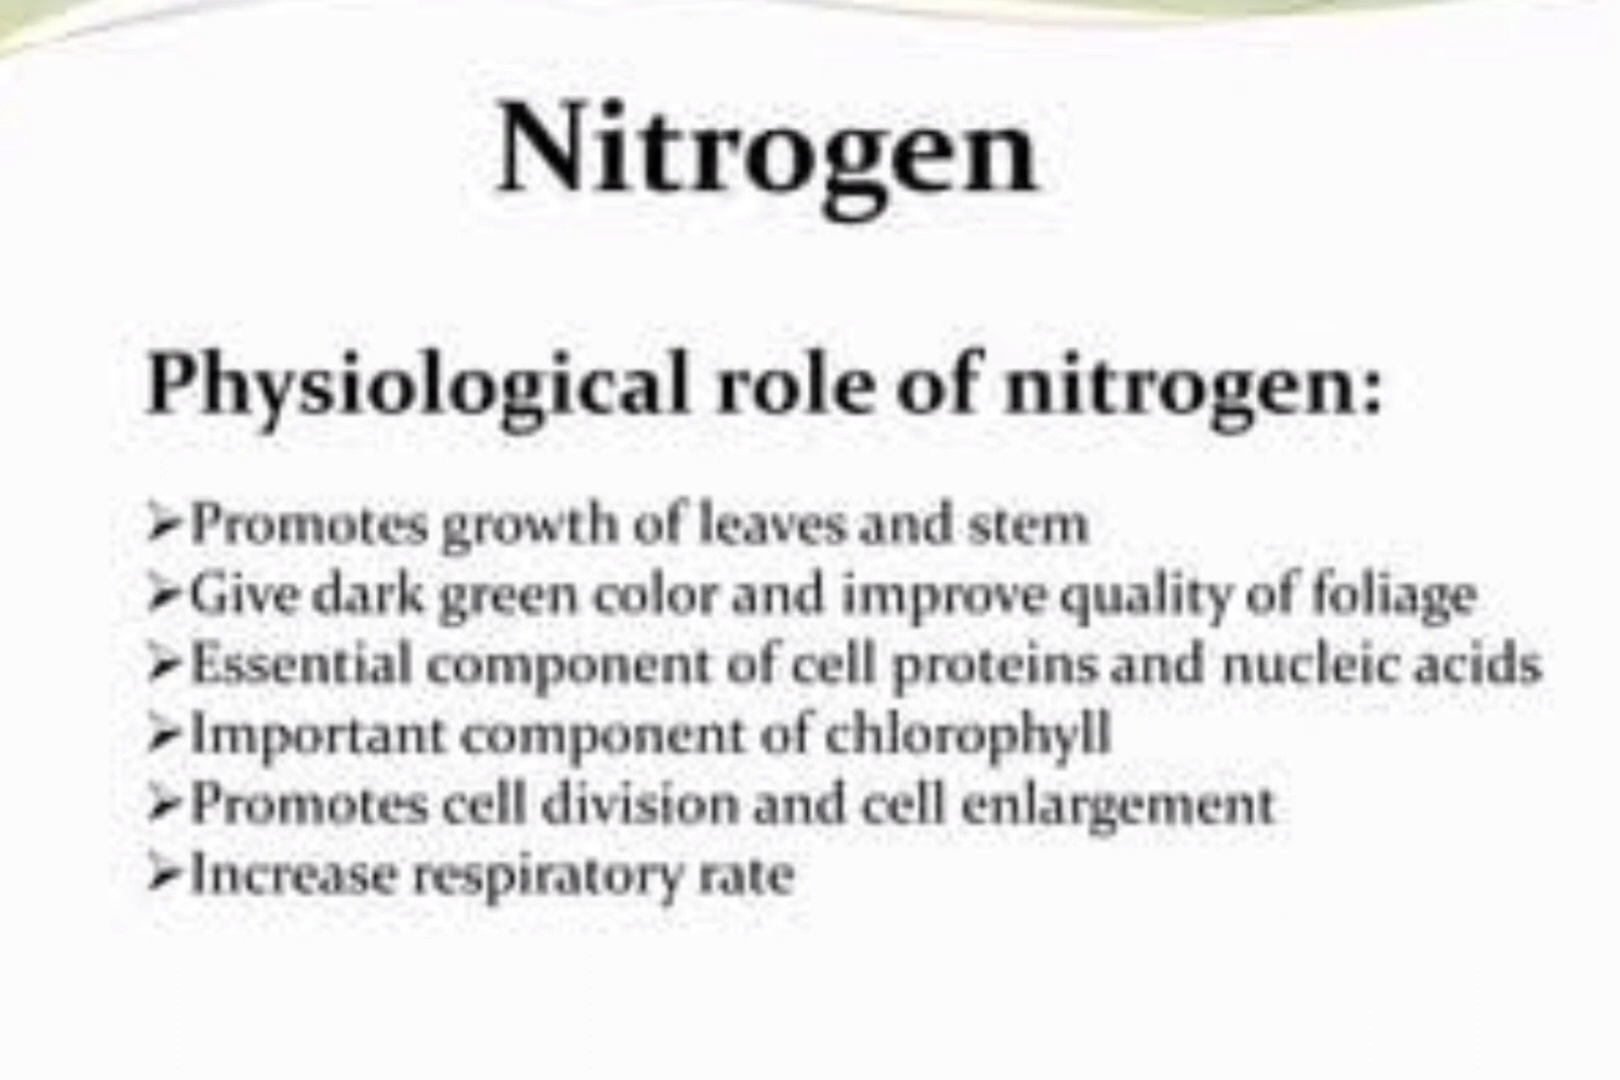 Nitrogen
Physiological role of nitrogen:
➢Promotes growth of leaves and stem
➢Give dark green color and improve quality of foliage
➢Essential component of cell proteins and nucleic acids
➢Important component of chlorophyll
➢Promotes cell division and cell enlargement
➢Increase respiratory rate